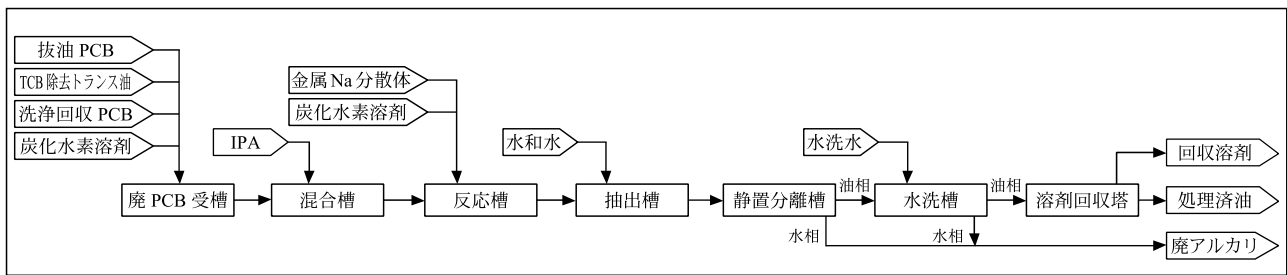 抜油 PCB
TCB 除去トランス油
洗浄回収 PCB
炭化水素溶剤
IPA
金属 Na 分散体
炭化水素溶剤
水和水
水洗水
廃 PCB 受槽
混合槽
反応槽
抽出槽
静置分離槽
油相
水洗槽
油相
溶剤回収塔
回収溶剤
処理済油
水相
水相
廃アルカリ